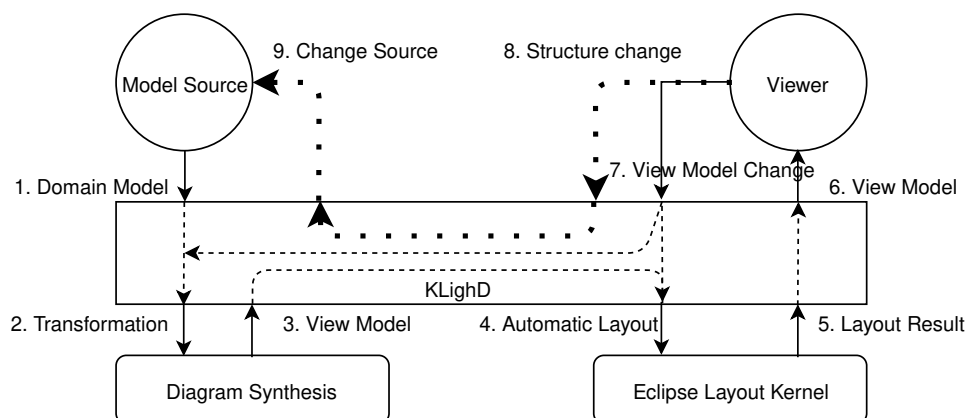 9. Change Source
8. Structure change
Model Source
Viewer
7. View Model Change
1. Domain Model
6. View Model
KLighD
2. Transformation
3. View Model
4. Automatic Layout
5. Layout Result
Diagram Synthesis
Eclipse Layout Kernel